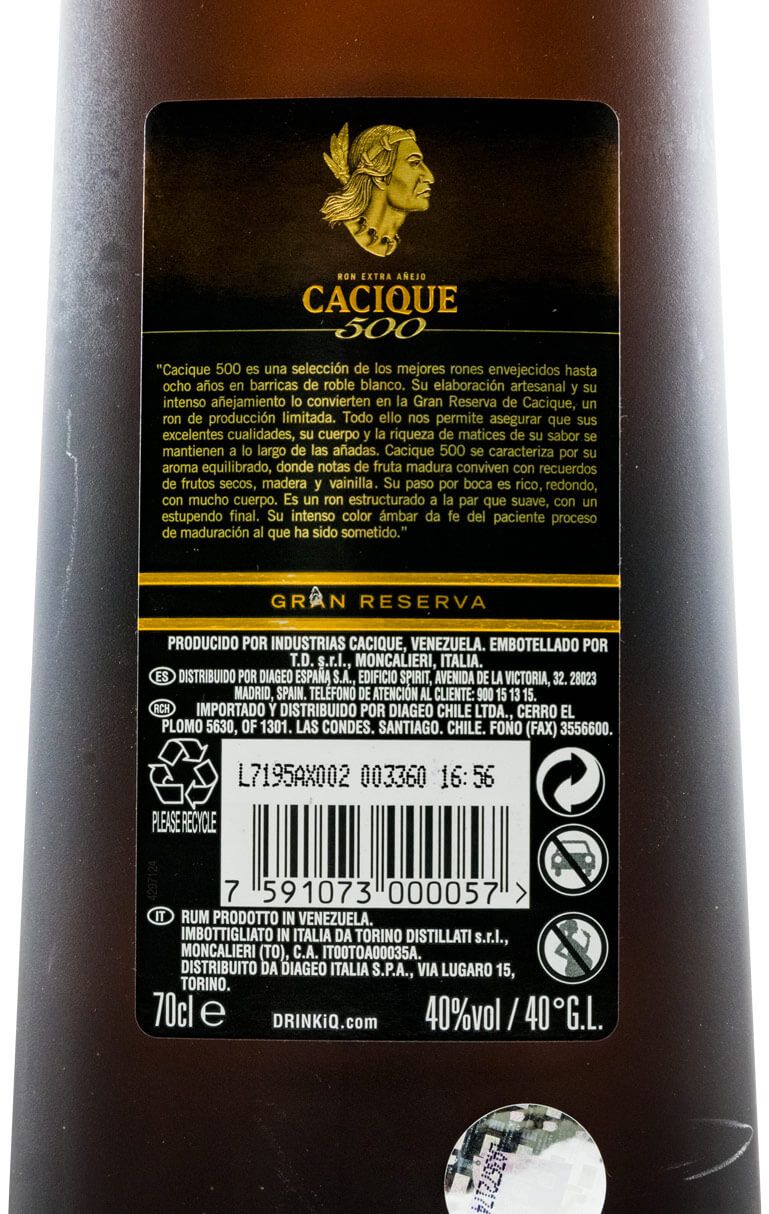 RON EXTRA AÑEJO
CACIQUE
500
"Cacique 500 es una selección de los mejores rones envejecidos hasta
ocho años en barricas de roble blanco. Su elaboración artesanal y su
intenso añejamiento lo convierten en la Gran Reserva de Cacique, un
ron de producción limitada. Todo ello nos permite asegurar que sus
excelentes cualidades, su cuerpo y la riqueza de matices de su sabor se
mantienen a lo largo de las añadas. Cacique 500 se caracteriza por su
aroma equilibrado, donde notas de fruta madura conviven con recuerdos
de frutos secos, madera y vainilla. Su paso por boca es rico, redondo,
con mucho cuerpo. Es un ron estructurado a la par que suave, con un
estupendo final. Su intenso color ámbar da fe del paciente proceso
de maduración al que ha sido sometido."
GRAN RESERVA
PRODUCIDO POR INDUSTRIAS CACIQUE, VENEZUELA. EMBOTELLADO POR
T.D. s.r.l., MONCALIERI, ITALIA.
ES DISTRIBUIDO POR DIAGEO ESPAÑA S.A., EDIFICIO SPIRIT, AVENIDA DE LA VICTORIA, 32. 28023
MADRID, SPAIN. TELÉFONO DE ATENCIÓN AL CLIENTE: 900 15 13 15.
RCH IMPORTADO Y DISTRIBUIDO POR DIAGEO CHILE LTDA., CERRO EL
PLOMO 5630, OF 1301. LAS CONDES. SANTIAGO. CHILE. FONO (FAX) 3556600.
PLEASE RECYCLE
L7195AX002 003360 16:56
7 591073 000057 >
4297124
IT RUM PRODOTTO IN VENEZUELA.
IMBOTTIGLIATO IN ITALIA DA TORINO DISTILLATI s.r.l.,
MONCALIERI (TO), C.A. IT00TOA00035A.
DISTRIBUITO DA DIAGEO ITALIA S.P.A., VIA LUGARO 15,
TORINO.
70cl e
DRINKiQ.com
40%vol / 40°G.L.